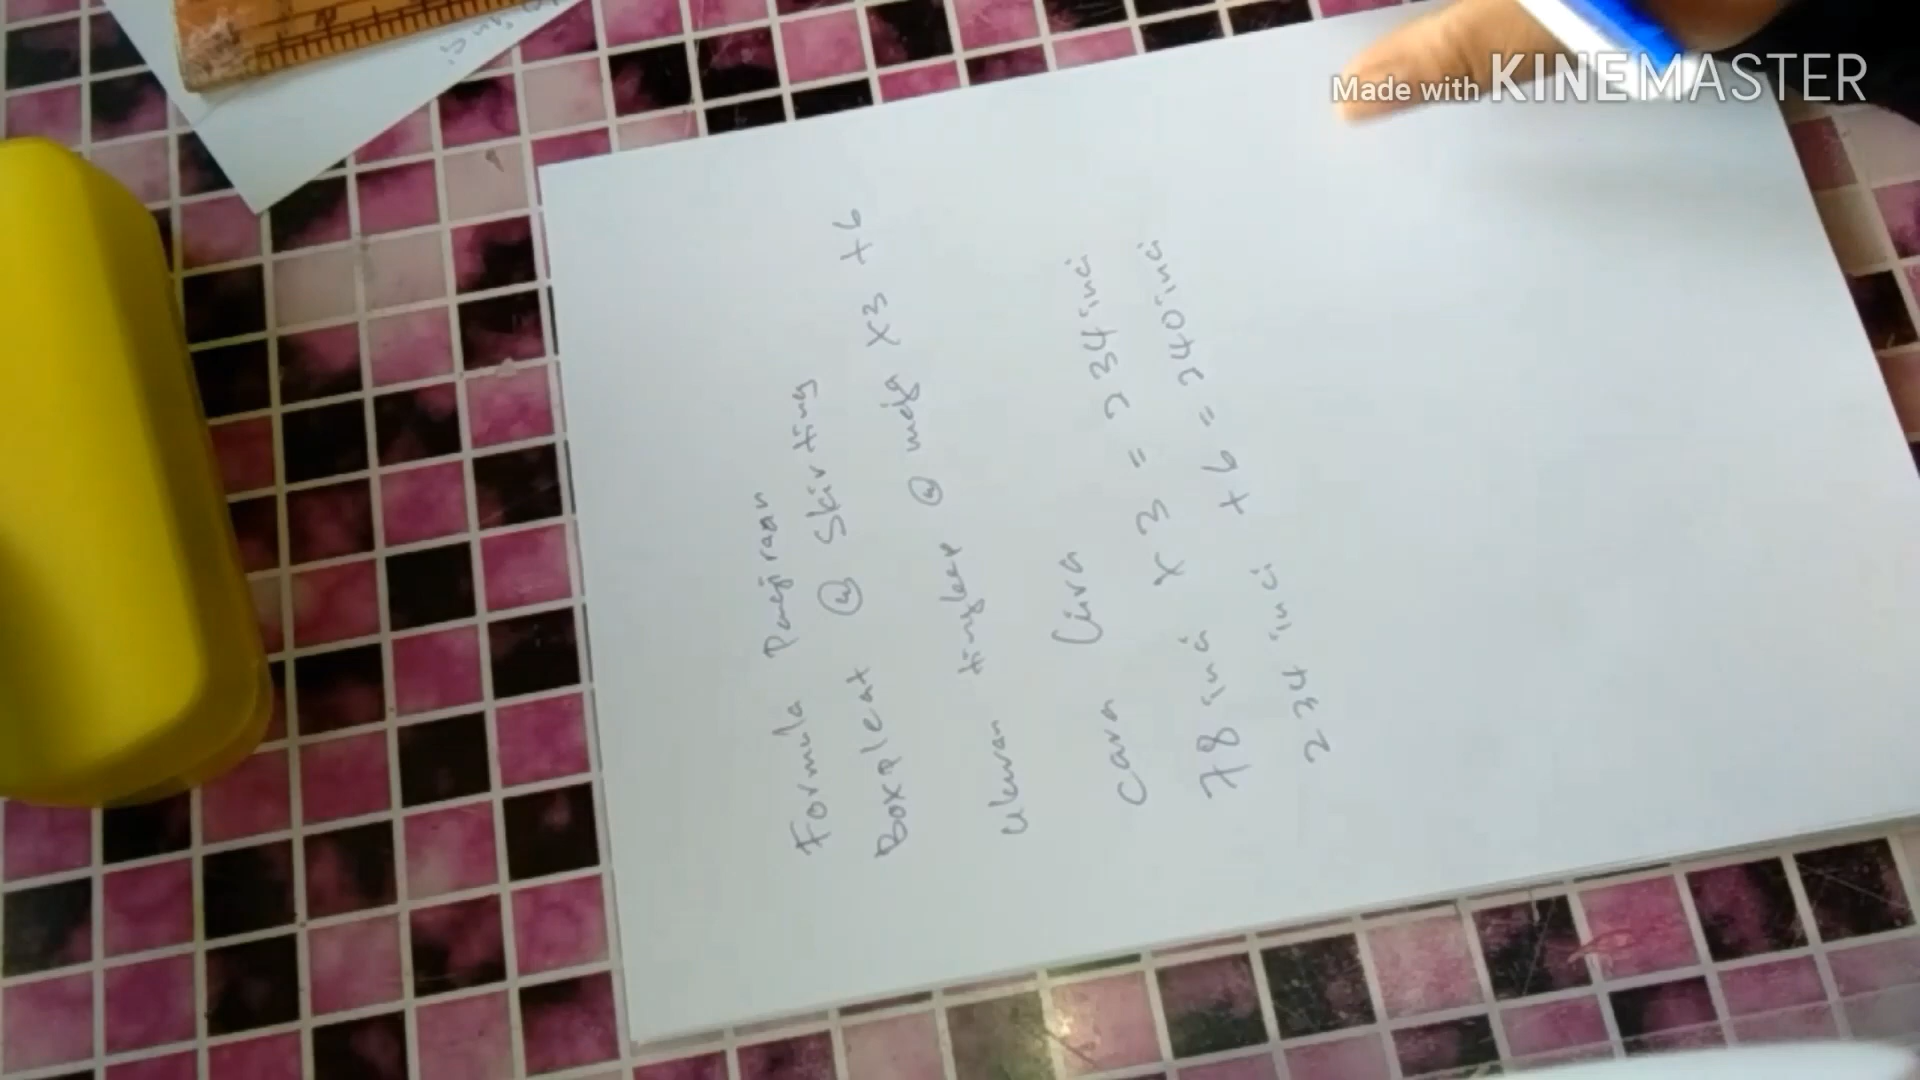 Made with KINEMASTER
Formula Pengiraan
Boxpleat @ Skirting
Ukuran tingkap @ meja x3 +6
Cara kira
78 inci x 3 = 234 inci
234 inci +6 = 240 inci